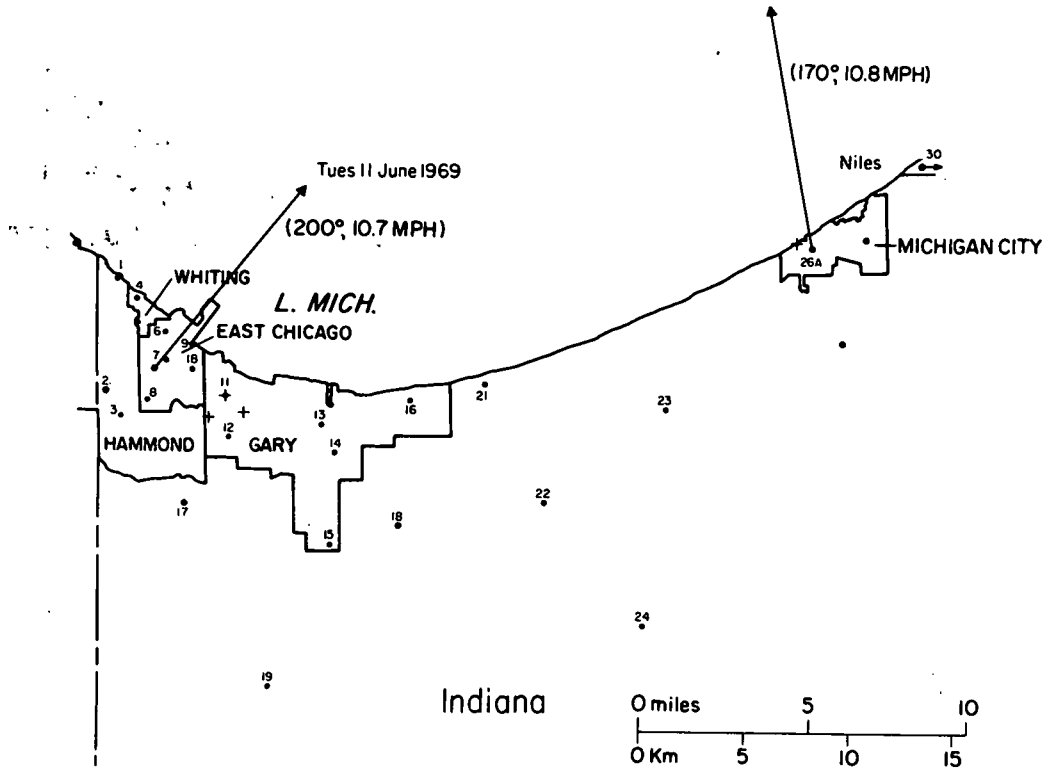 (170°, 10.8 MPH)
Niles
30
Tues 11 June 1969
(200°, 10.7 MPH)
MICHIGAN CITY
26A
1
WHITING
4
L. MICH.
6
EAST CHICAGO
9
7
18
2
8
11
21
16
23
3
13
12
HAMMOND
GARY
14
17
22
18
15
24
19
Indiana
0 miles
5
10
0 Km
5
10
15